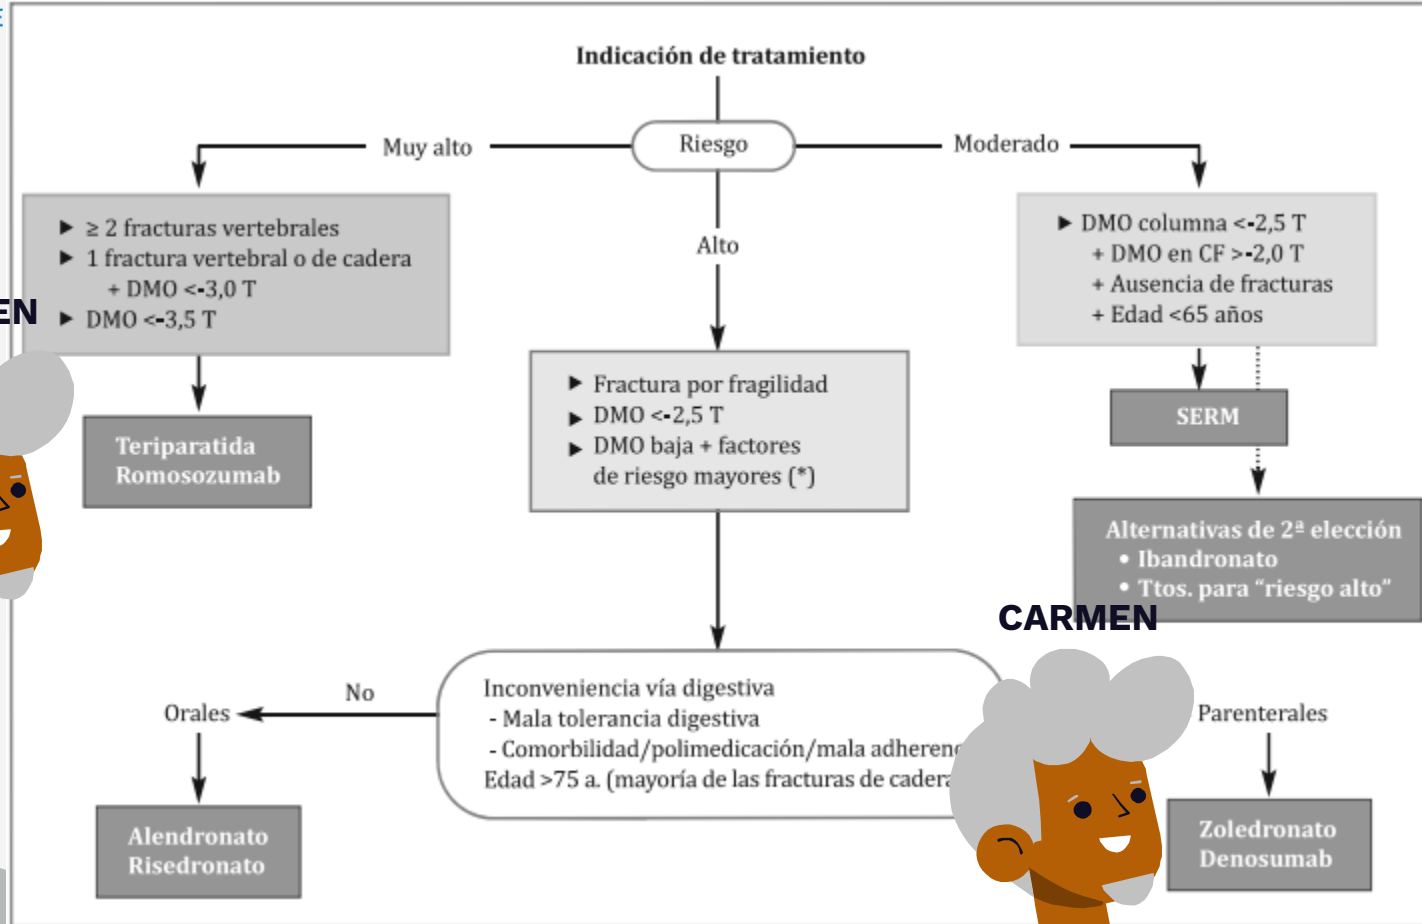 Indicación de tratamiento
Riesgo
Muy alto
Moderado
Alto
► ≥ 2 fracturas vertebrales
► 1 fractura vertebral o de cadera
+ DMO <-3,0 T
► DMO <-3,5 T
Teriparatida
Romosozumab
► Fractura por fragilidad
► DMO <-2,5 T
► DMO baja + factores
de riesgo mayores (*)
► DMO columna <-2,5 T
+ DMO en CF >-2,0 T
+ Ausencia de fracturas
+ Edad <65 años
SERM
Alternativas de 2ª elección
• Ibandronato
• Ttos. para “riesgo alto”
CARMEN
Inconveniencia vía digestiva
- Mala tolerancia digestiva
- Comorbilidad/polimedicación/mala
Edad >75 a. (mayoría de las fracturas de
No
Orales
Alendronato
Risedronato
Parenterales
Zoledronato
Denosumab